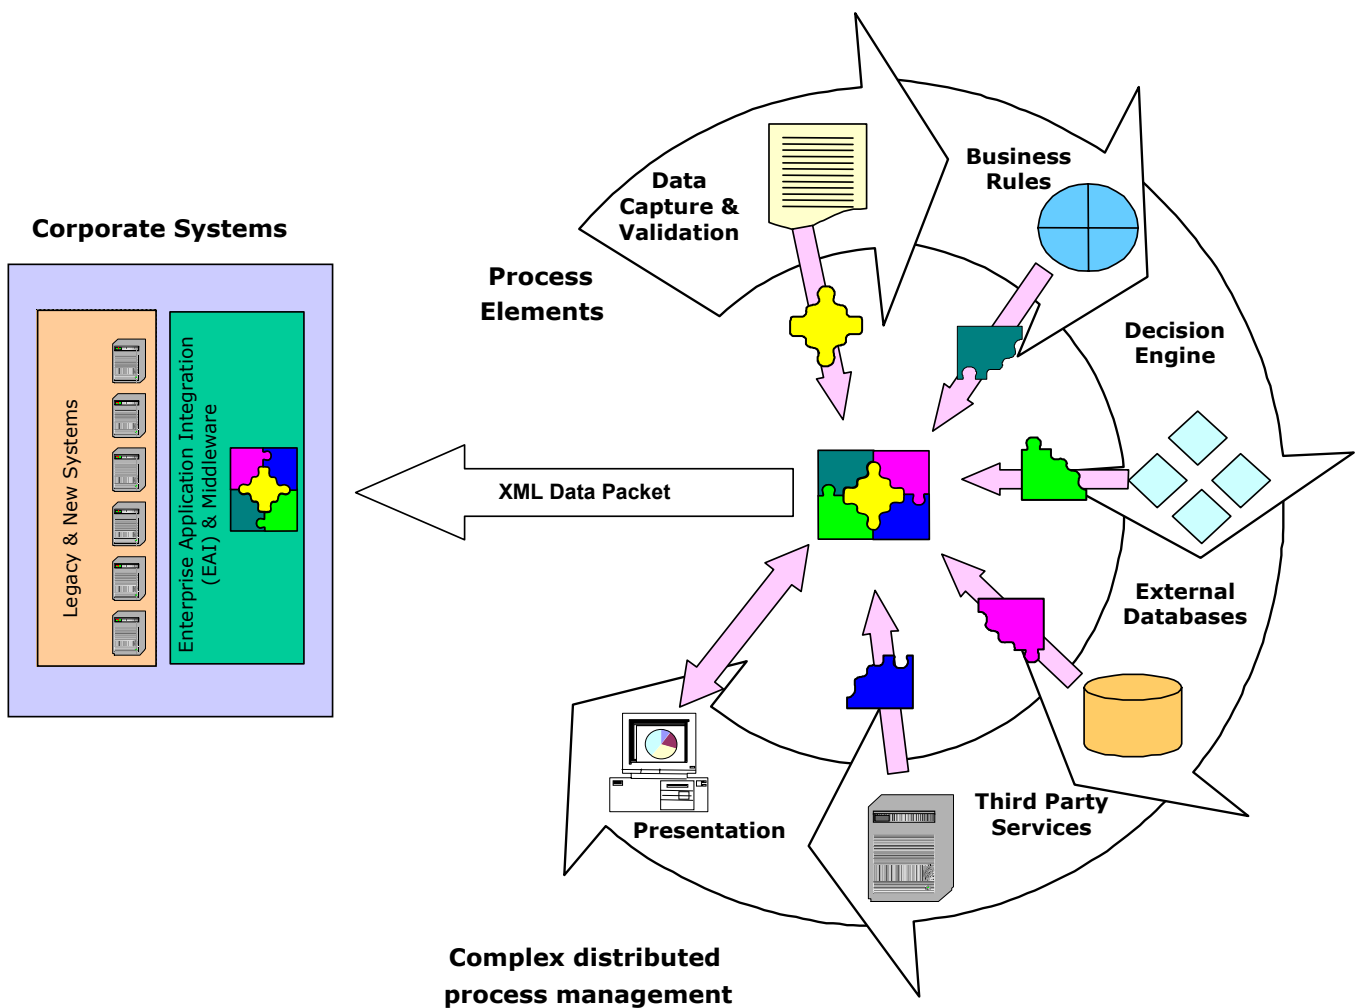 Corporate Systems
Legacy & New Systems
Enterprise Application Integration
(EAI) & Middleware
XML Data Packet
Process
Elements
Data
Capture &
Validation
Business
Rules
Decision
Engine
External
Databases
Third Party
Services
Presentation
Complex distributed
process management